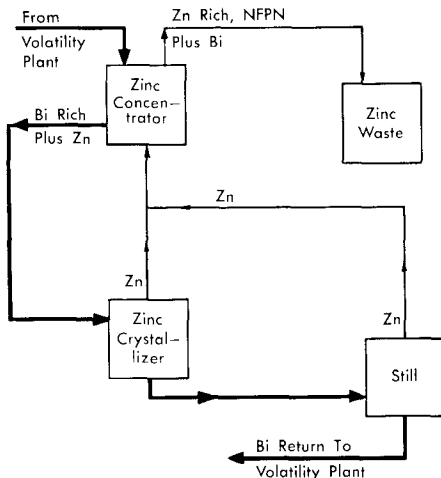 From
Volatility
Plant
Zn Rich, NFPN
Plus Bi
Zinc
Concen-
trator
Zinc
Waste
Bi Rich
Plus Zn
Zn
Zn
Zn
Zinc
Crystal-
lizer
Still
Bi Return To
Volatility Plant